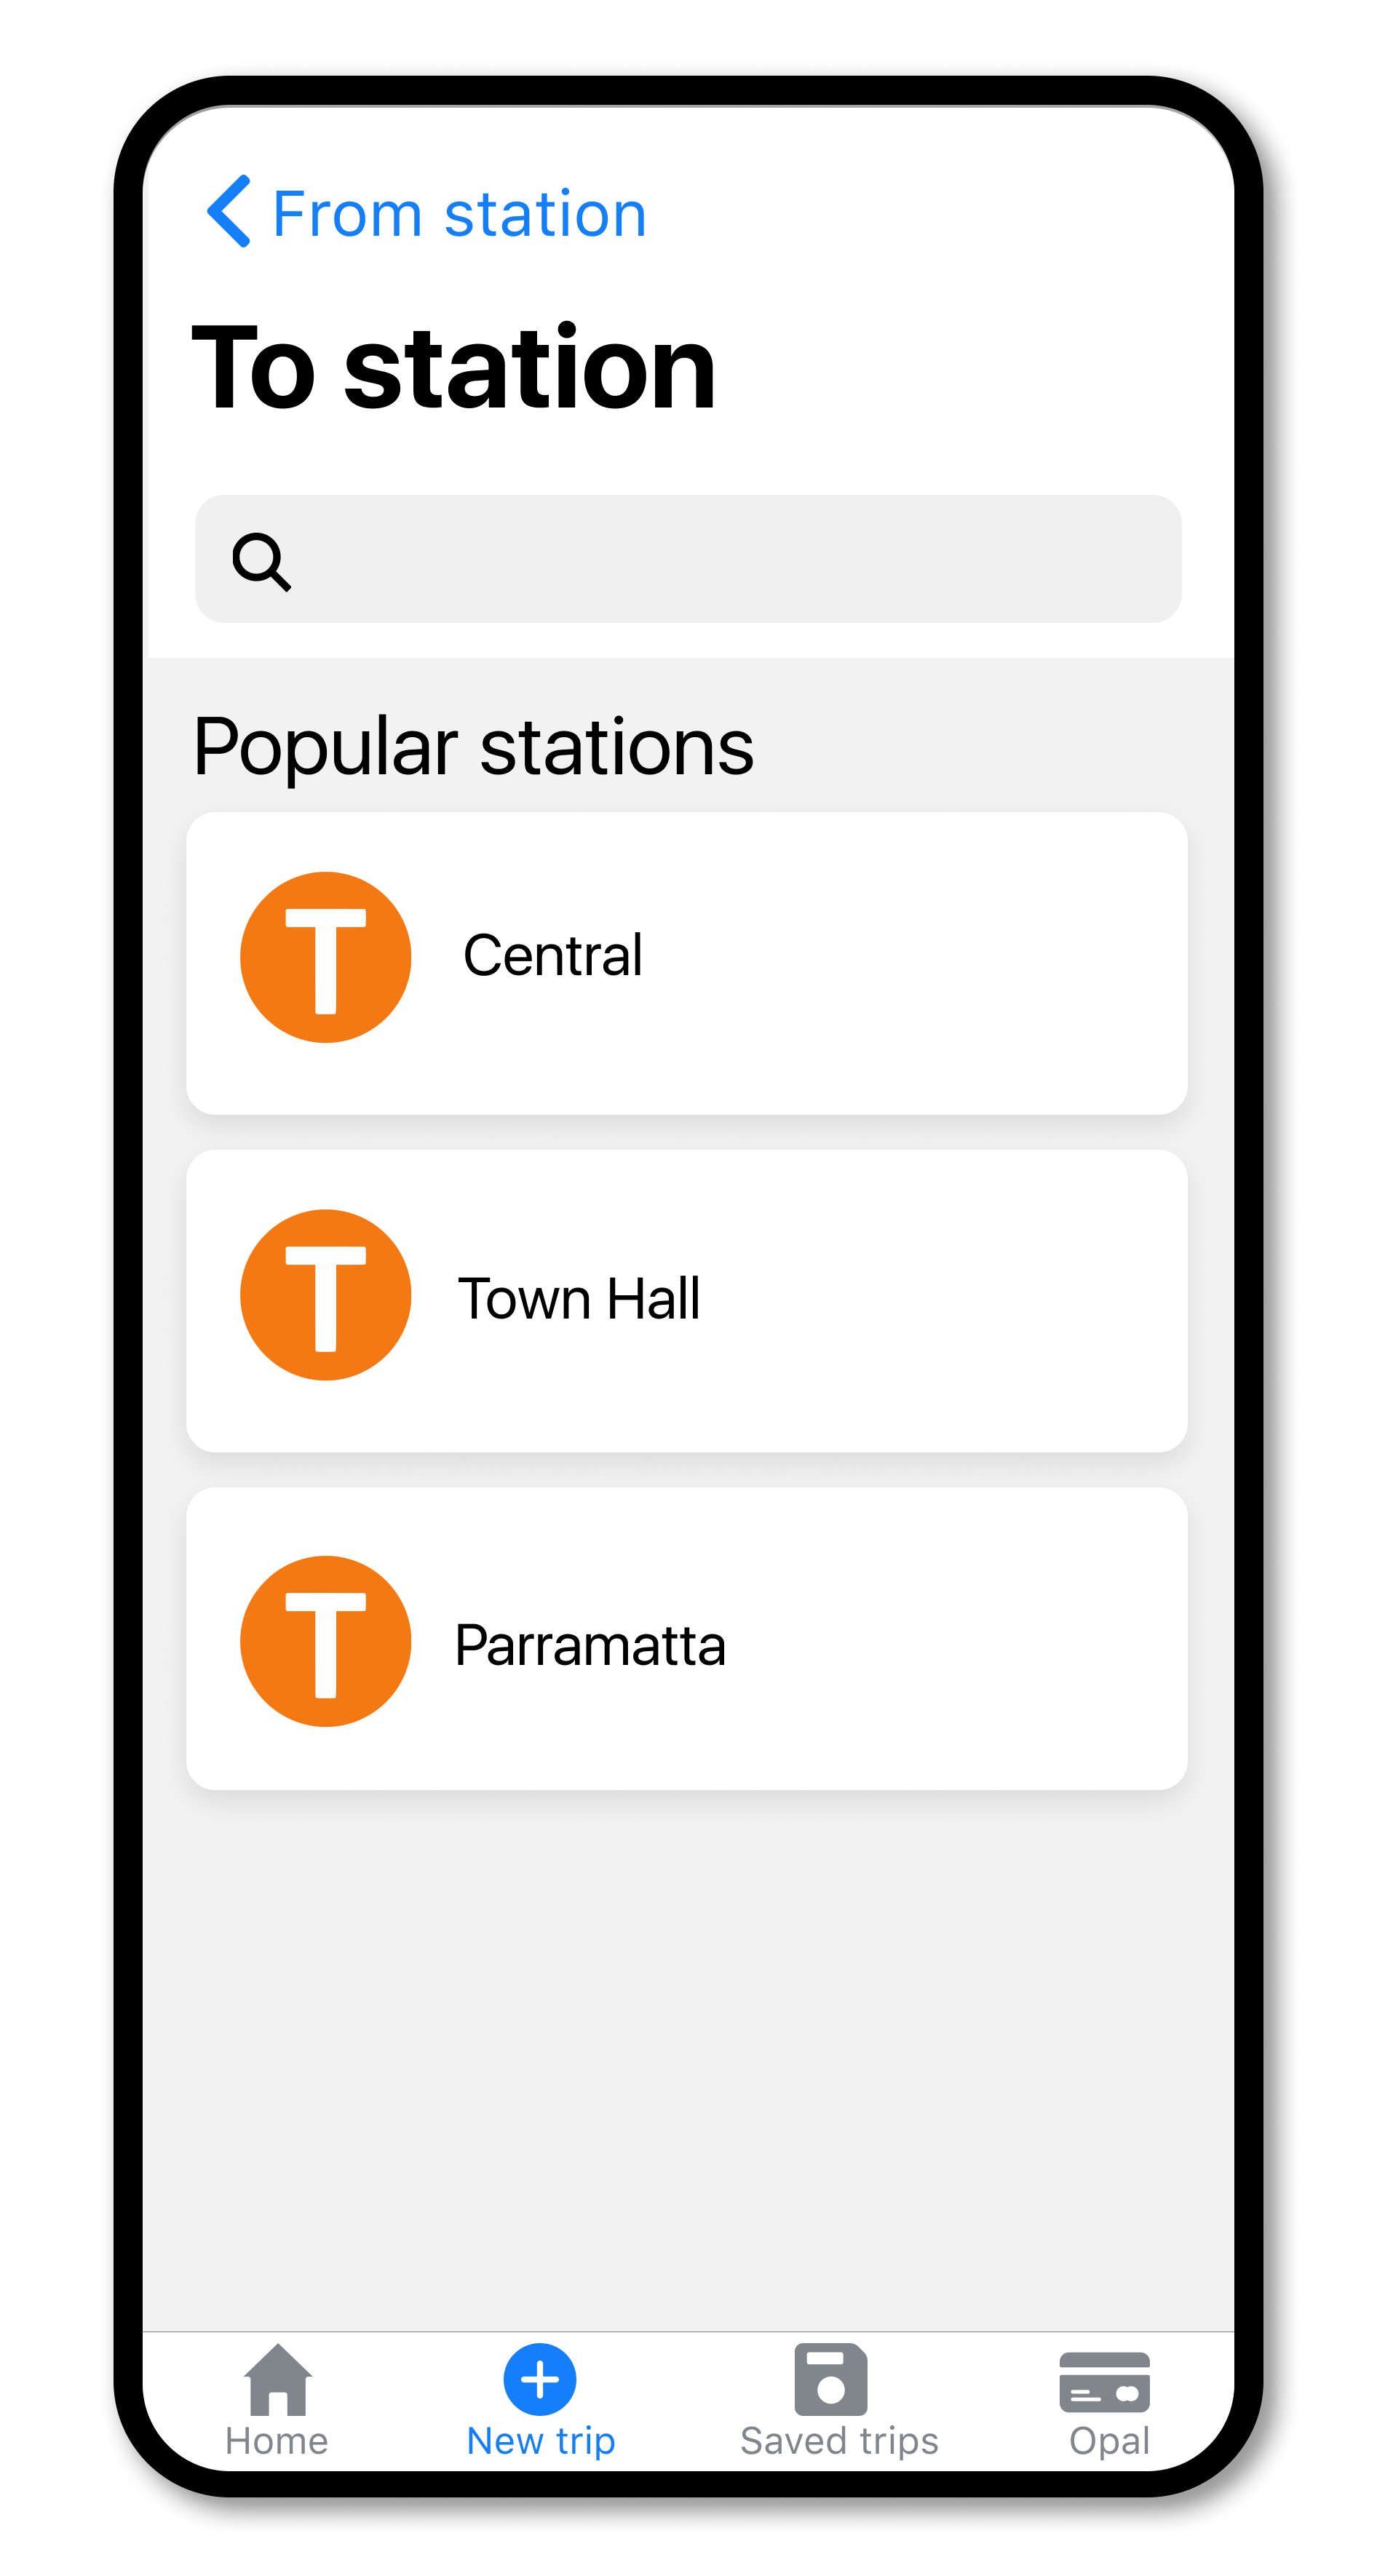 From station
To station
Popular stations
T Central
T Town Hall
T Parramatta
Home New trip Saved trips Opal